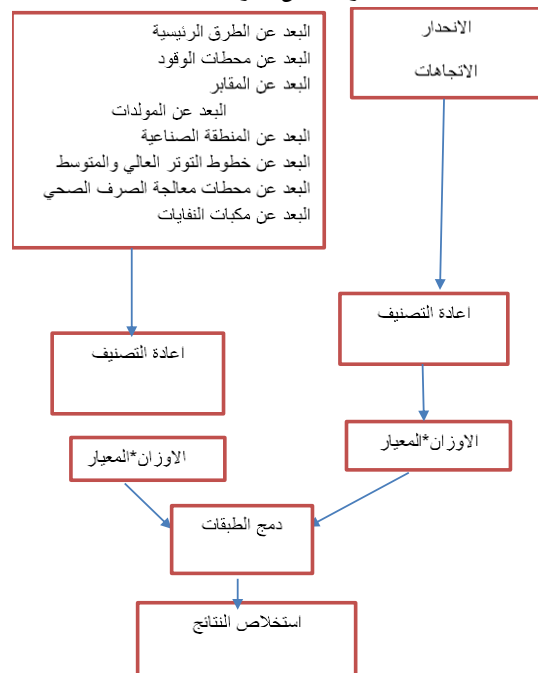 الانحدار
الاتجاهات
البعد عن الطرق الرئيسية
البعد عن محطات الوقود
البعد عن المقابر
البعد عن المولدات
البعد عن المنطقة الصناعية
البعد عن خطوط التوتر العالي والمتوسط
البعد عن محطات معالجة الصرف الصحي
البعد عن مكبات النفايات
اعادة التصنيف
اعادة التصنيف
الاوزان*المعيار
الاوزان*المعيار
دمج الطبقات
استخلاص النتائج